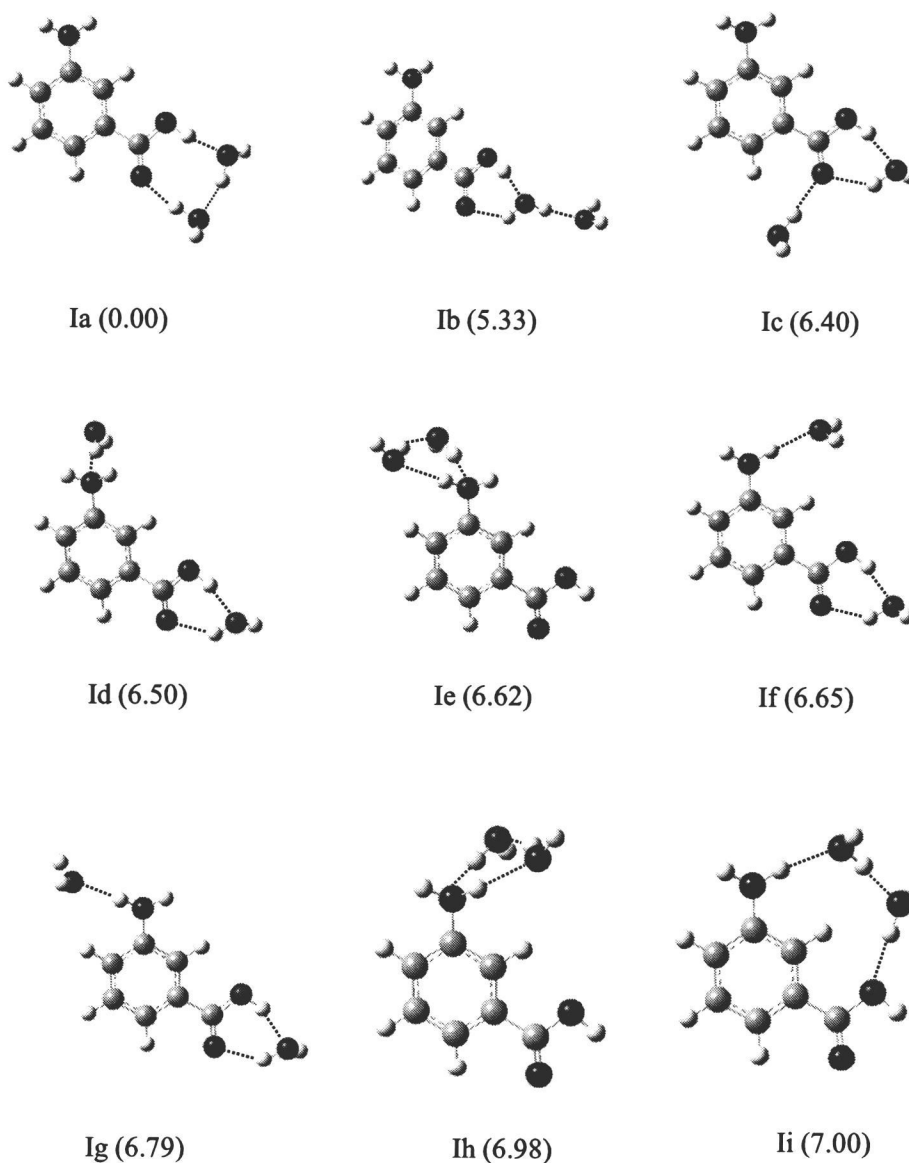 Ia (0.00)
Ib (5.33)
Ic (6.40)
Id (6.50)
Ie (6.62)
If (6.65)
Ig (6.79)
Ih (6.98)
Ii (7.00)